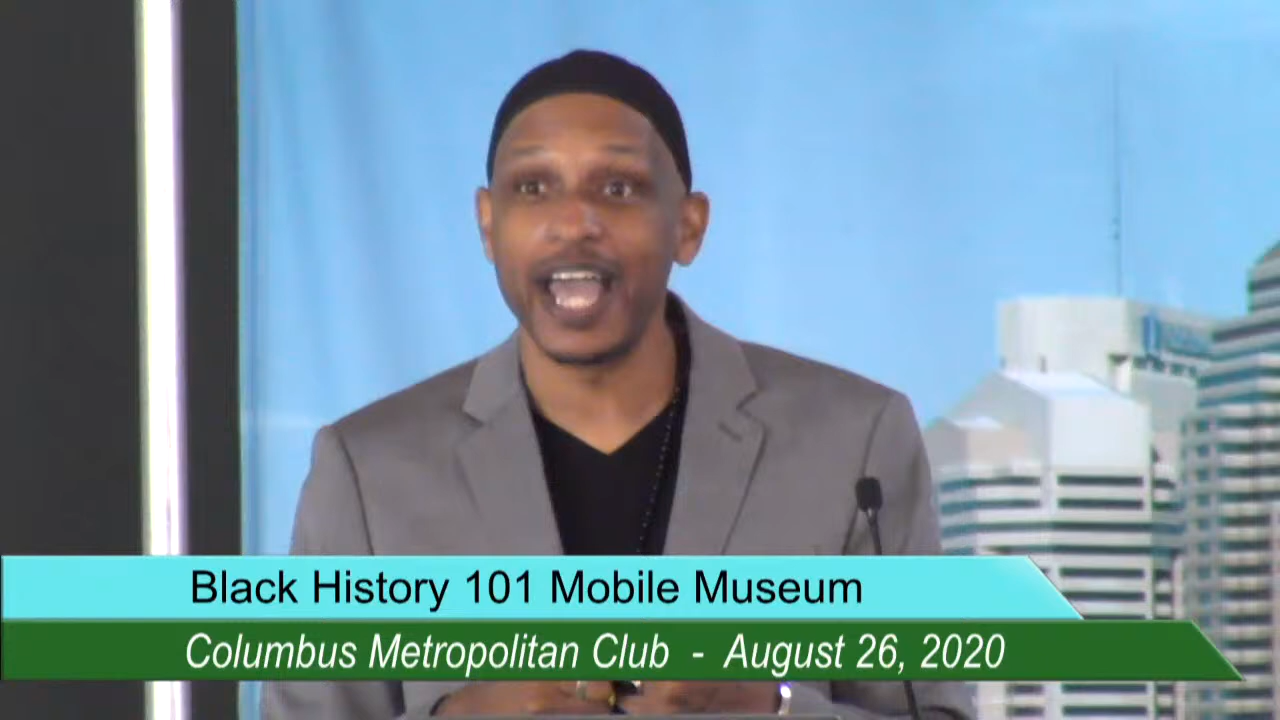 Black History 101 Mobile Museum
Columbus Metropolitan Club - August 26, 2020